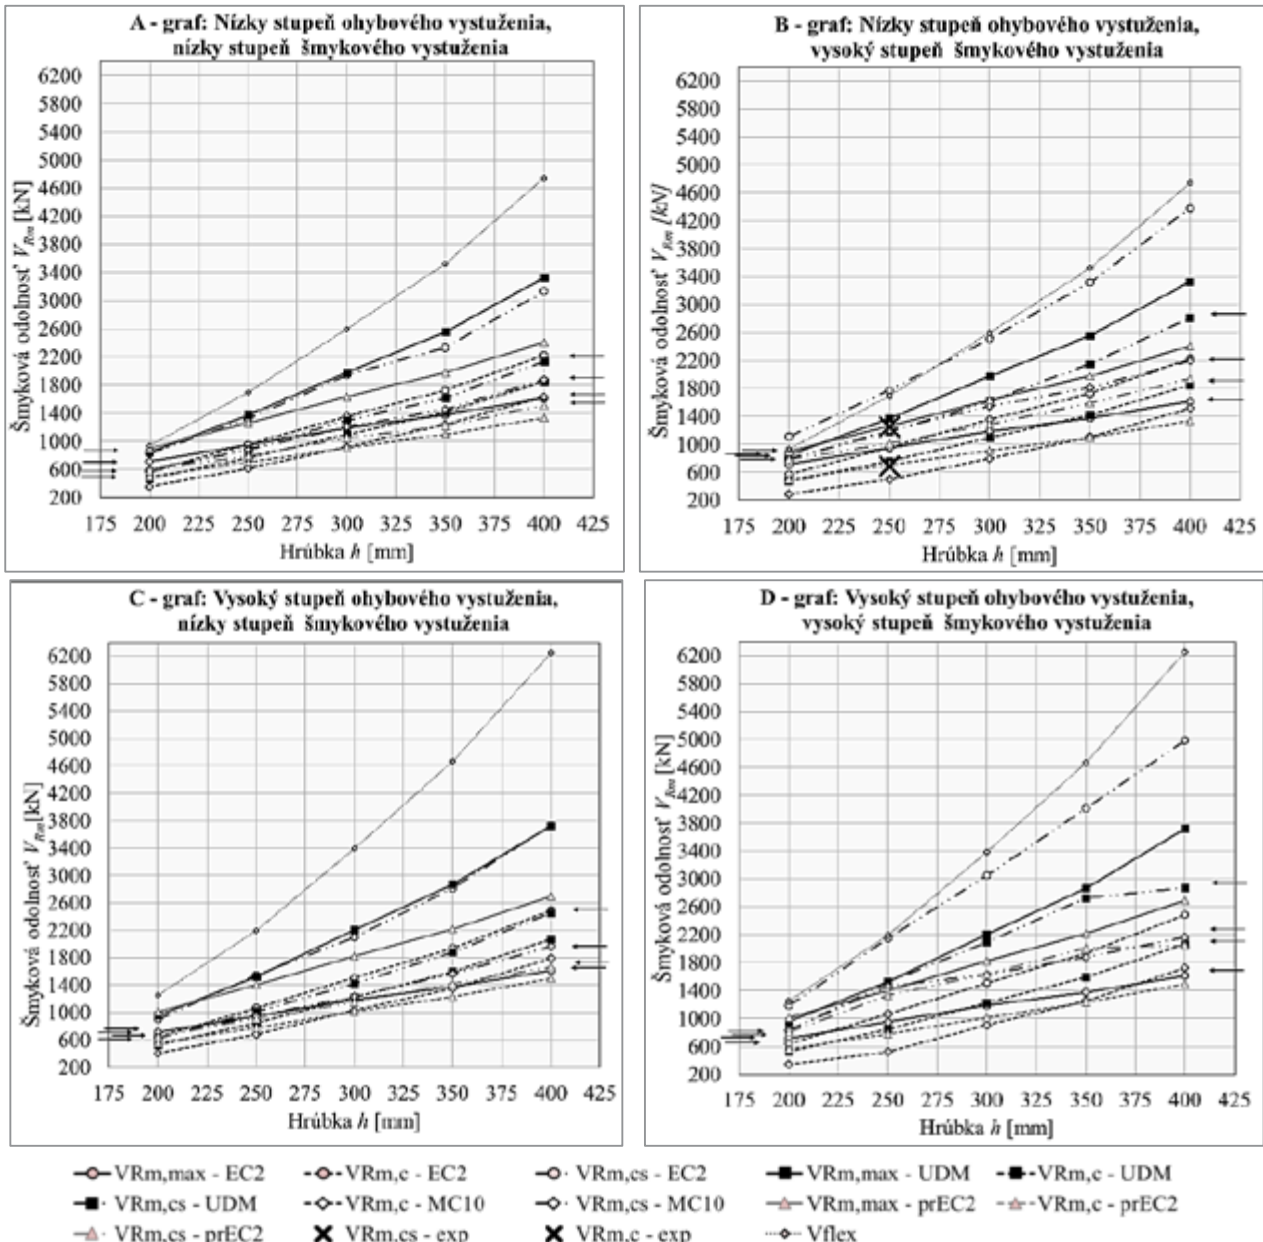 A - graf: Nízky stupeň ohybového vystuženia,
nízky stupeň šmykového vystuženia
6200
5800
5400
5000
4600
4200
3800
3400
3000
2600
2200
1800
1400
1000
600
200
Šmyková odolnosť V_Rm [kN]
175 200 225 250 275 300 325 350 375 400 425
Hrúbka h [mm]
B - graf: Nízky stupeň ohybového vystuženia,
vysoký stupeň šmykového vystuženia
6200
5800
5400
5000
4600
4200
3800
3400
3000
2600
2200
1800
1400
1000
600
200
Šmyková odolnosť V_Rm [kN]
175 200 225 250 275 300 325 350 375 400 425
Hrúbka h [mm]
C - graf: Vysoký stupeň ohybového vystuženia,
nízky stupeň šmykového vystuženia
6200
5800
5400
5000
4600
4200
3800
3400
3000
2600
2200
1800
1400
1000
600
200
Šmyková odolnosť V_Rm[kN]
175 200 225 250 275 300 325 350 375 400 425
Hrúbka h [mm]
D - graf: Vysoký stupeň ohybového vystuženia,
vysoký stupeň šmykového vystuženia
6200
5800
5400
5000
4600
4200
3800
3400
3000
2600
2200
1800
1400
1000
600
200
Šmyková odolnosť V_Rm [kN]
175 200 225 250 275 300 325 350 375 400 425
Hrúbka h [mm]
VRm,max - EC2 VRm,c - EC2 VRm,cs - EC2 VRm,max - UDM VRm,c - UDM
VRm,cs - UDM VRm,c - MC10 VRm,cs - MC10 VRm,max - prEC2 VRm,c - prEC2
VRm,cs - prEC2 VRm,cs - exp VRm,c - exp Vflex